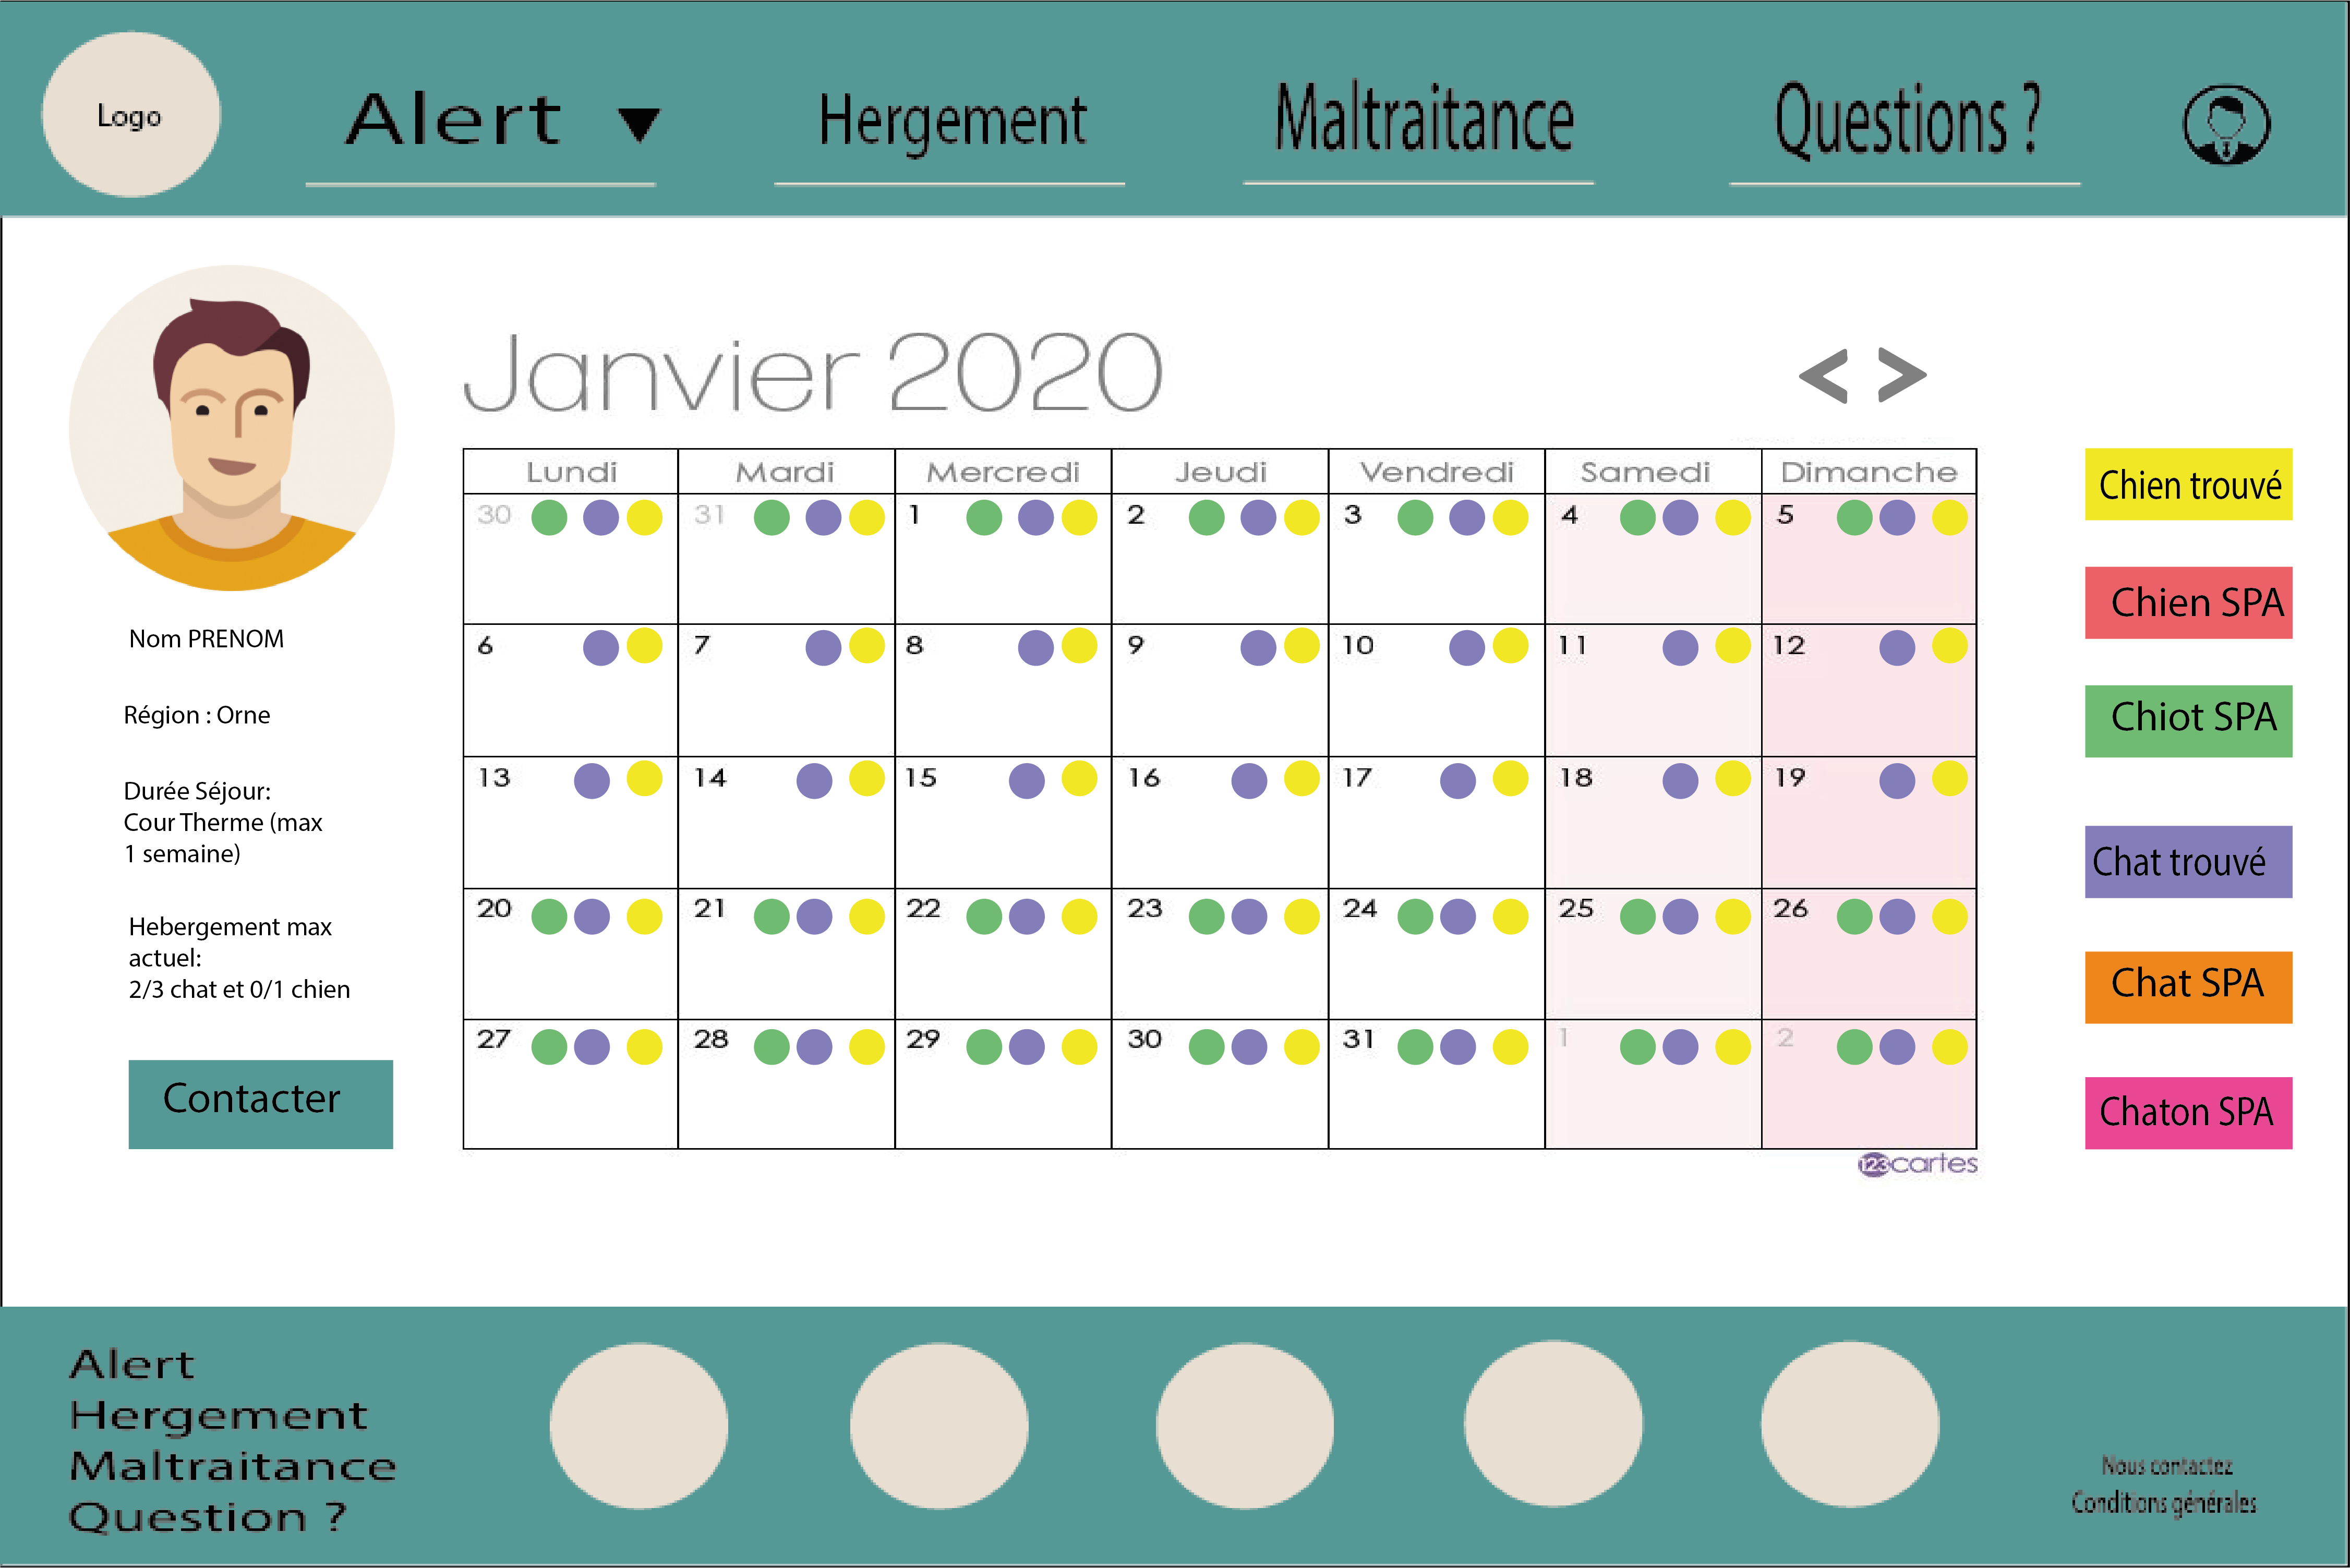 Logo
Alert
Hergement
Maltraitance
Questions ?
Janvier 2020
< >
Lundi Mardi Mercredi Jeudi Vendredi Samedi Dimanche
30 31 1 2 3 4 5
6 7 8 9 10 11 12
13 14 15 16 17 18 19
20 21 22 23 24 25 26
27 28 29 30 31 1 2
123cartes
Nom PRENOM
Région : Orne
Durée Séjour:
Cour Therme (max
1 semaine)
Hebergement max
actuel:
2/3 chat et 0/1 chien
Contacter
Chien trouvé
Chien SPA
Chiot SPA
Chat trouvé
Chat SPA
Chaton SPA
Alert
Hergement
Maltraitance
Question ?
Nous contactez
Conditions générales